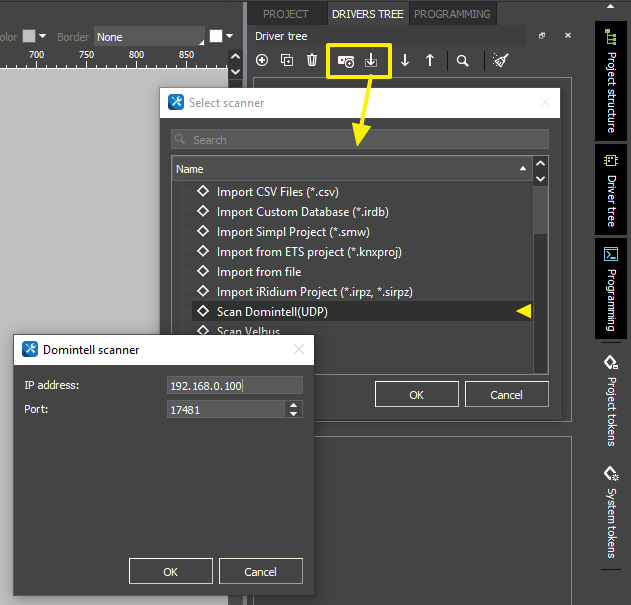 PROJECT DRIVERS TREE PROGRAMMING
olor Border None
Driver tree
700 750 800 850
Select scanner
Search
Name
Import CSV Files (*.csv)
Import Custom Database (*.irdb)
Import Simpl Project (*.smw)
Import from ETS project (*.knxproj)
Import from file
Import iRidium Project (*.irpz, *.sirpz)
Scan Domintell(UDP)
Scan Velbus
OK Cancel
Domintell scanner
IP address: 192.168.0.100
Port: 17481
OK Cancel
Project structure
Driver tree
Programming
Project tokens
System tokens